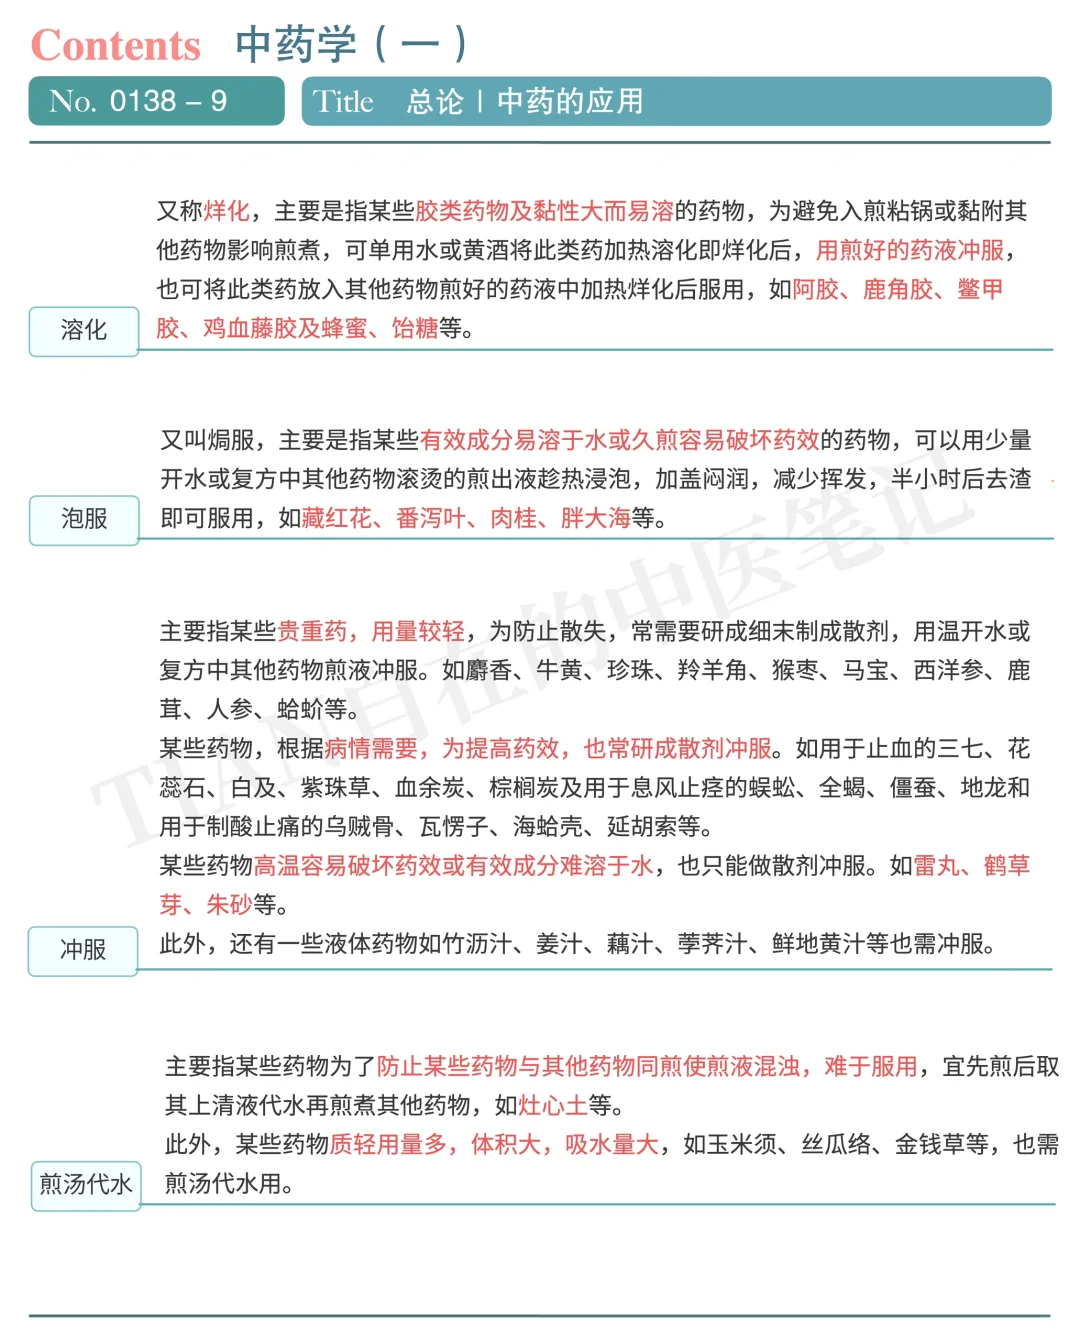 Contents 中药学（一）
No. 0138 – 9 Title 总论 | 中药的应用
又称烊化，主要是指某些胶类药物及黏性大而易溶的药物，为避免入煎粘锅或黏附其
他药物影响煎煮，可单用水或黄酒将此类药加热溶化即烊化后，用煎好的药液冲服，
也可将此类药放入其他药物煎好的药液中加热烊化后服用，如阿胶、鹿角胶、鳖甲
溶化 胶、鸡血藤胶及蜂蜜、饴糖等。
又叫焗服，主要是指某些有效成分易溶于水或久煎容易破坏药效的药物，可以用少量
开水或复方中其他药物滚烫的煎出液趁热浸泡，加盖闷润，减少挥发，半小时后去渣
泡服 即可服用，如藏红花、番泻叶、肉桂、胖大海等。
主要指某些贵重药，用量较轻，为防止散失，常需要研成细末制成散剂，用温开水或
复方中其他药物煎液冲服。如麝香、牛黄、珍珠、羚羊角、猴枣、马宝、西洋参、鹿
茸、人参、蛤蚧等。
某些药物，根据病情需要，为提高药效，也常研成散剂冲服。如用于止血的三七、花
蕊石、白及、紫珠草、血余炭、棕榈炭及用于息风止痉的蜈蚣、全蝎、僵蚕、地龙和
用于制酸止痛的乌贼骨、瓦愣子、海蛤壳、延胡索等。
某些药物高温容易破坏药效或有效成分难溶于水，也只能做散剂冲服。如雷丸、鹤草
芽、朱砂等。
冲服 此外，还有一些液体药物如竹沥汁、姜汁、藕汁、荸荠汁、鲜地黄汁等也需冲服。
主要指某些药物为了防止某些药物与其他药物同煎使煎液混浊，难于服用，宜先煎后取
其上清液代水再煎煮其他药物，如灶心土等。
此外，某些药物质轻用量多，体积大，吸水量大，如玉米须、丝瓜络、金钱草等，也需
煎汤代水 煎汤代水用。
TIAN日在的中医笔记